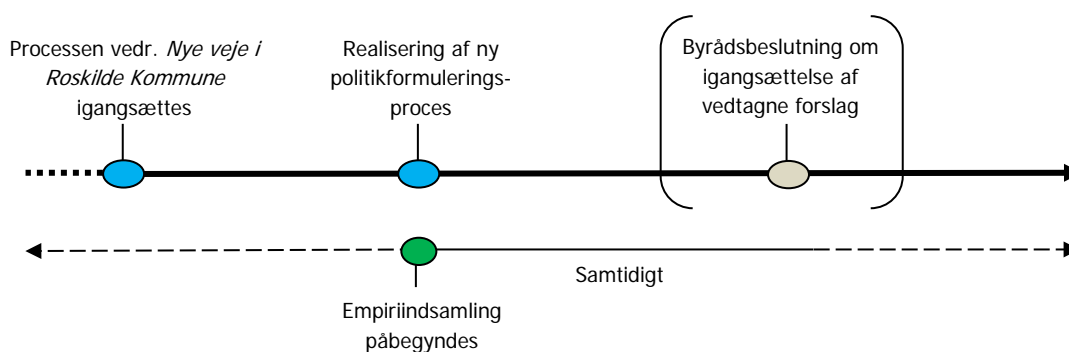 Processen vedr. Nye veje i
Roskilde Kommune
igangsættes
Realisering af ny
politikformulerings-
proces
Byrådsbeslutning om
igangsættelse af
vedtagne forslag
Samtidigt
Empiriindsamling
påbegyndes